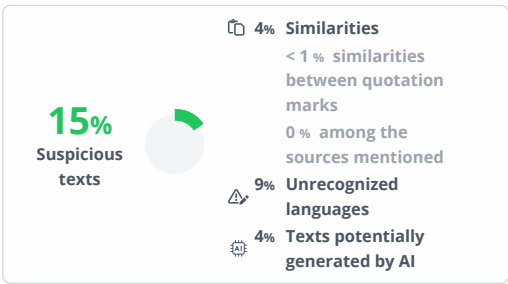 15%
Suspicious
texts
4% Similarities
< 1 % similarities
between quotation
marks
0 % among the
sources mentioned
9% Unrecognized
languages
AI
4% Texts potentially
generated by AI